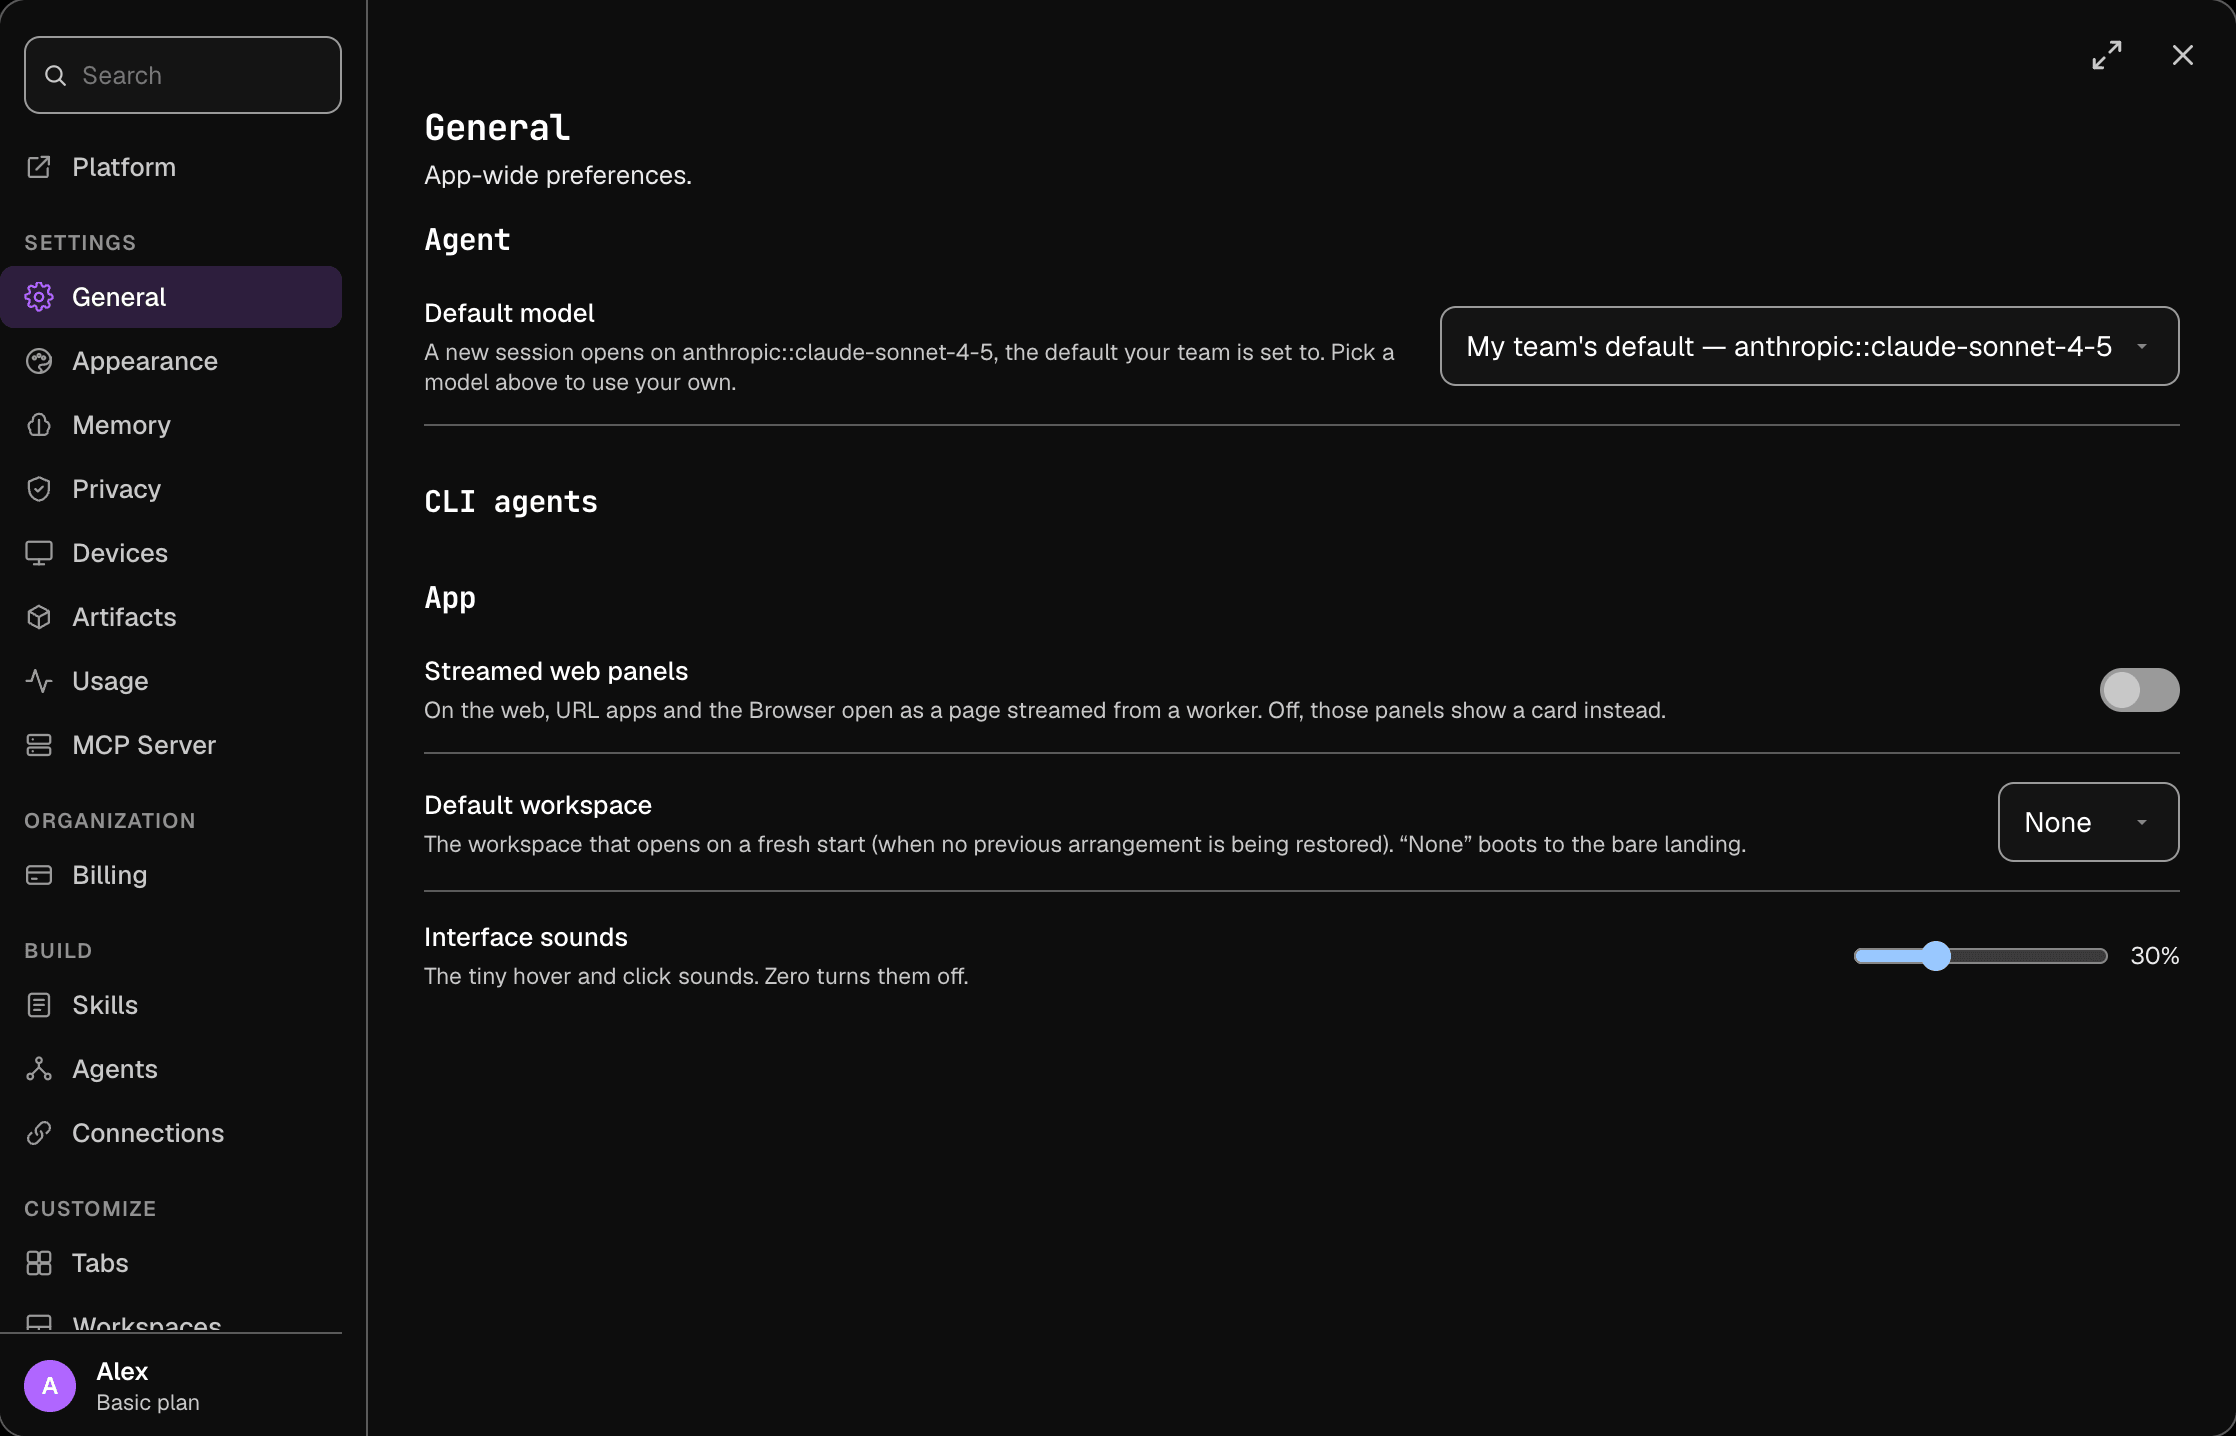 Search
Platform
SETTINGS
General
Appearance
Memory
Privacy
Devices
Artifacts
Usage
MCP Server
ORGANIZATION
Billing
BUILD
Skills
Agents
Connections
CUSTOMIZE
Tabs
Workspaces
A
Alex
Basic plan
General
App-wide preferences.
Agent
Default model
A new session opens on anthropic::claude-sonnet-4-5, the default your team is set to. Pick a
model above to use your own.
My team's default — anthropic::claude-sonnet-4-5
CLI agents
App
Streamed web panels
On the web, URL apps and the Browser open as a page streamed from a worker. Off, those panels show a card instead.
Default workspace
The workspace that opens on a fresh start (when no previous arrangement is being restored). “None” boots to the bare landing.
None
Interface sounds
The tiny hover and click sounds. Zero turns them off.
30%